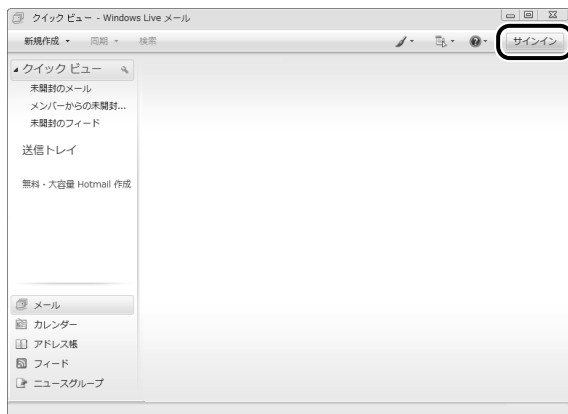 クイック ビュー - Windows Live メール
新規作成 同期 検索 サインイン
クイック ビュー
未開封のメール
メンバーからの未開封...
未開封のフィード
送信トレイ
無料・大容量 Hotmail 作成
メール
カレンダー
アドレス帳
フィード
ニュースグループ